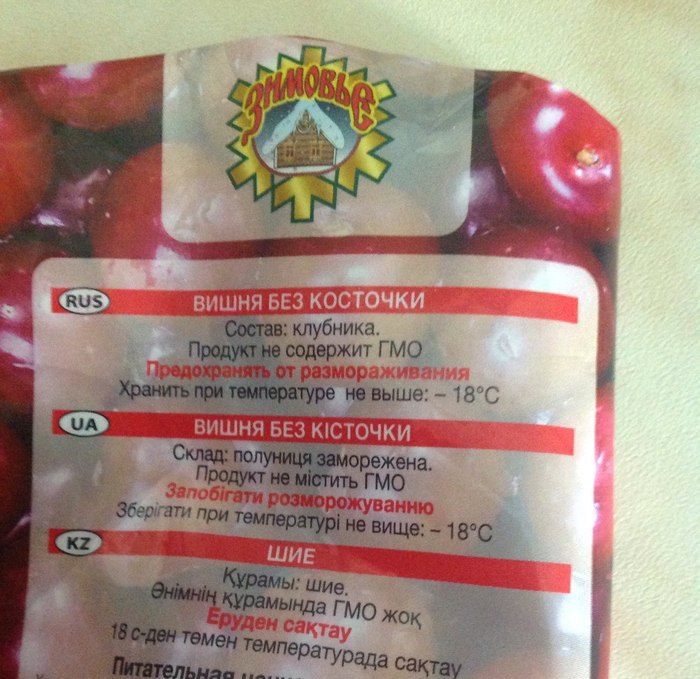 ЗИМОВЬЕ
RUS ВИШНЯ БЕЗ КОСТОЧКИ
Состав: клубника.
Продукт не содержит ГМО
Предохранять от размораживания
Хранить при температуре не выше: – 18°С
UA ВИШНЯ БЕЗ КІСТОЧКИ
Склад: полуниця заморежена.
Продукт не містить ГМО
Запобігати розморожуванню
Зберігати при температурі не вище: – 18°С
KZ ШИЕ
Құрамы: шие.
Өнімнің құрамында ГМО жоқ
Еруден сақтау
18 с-ден төмен температурада сақтау
Питательная